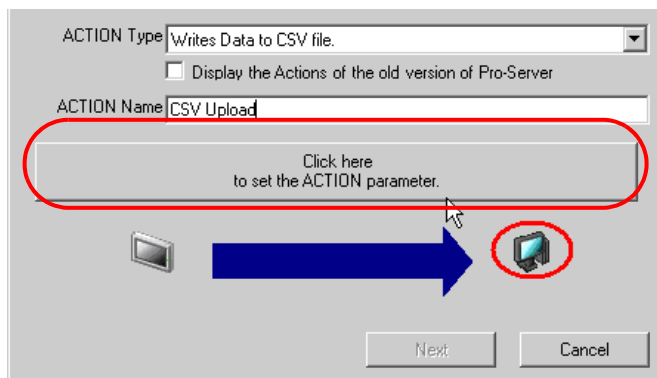 ACTION Type Writes Data to CSV file.
Display the Actions of the old version of Pro-Server
ACTION Name CSV Upload
Click here
to set the ACTION parameter.
Next Cancel